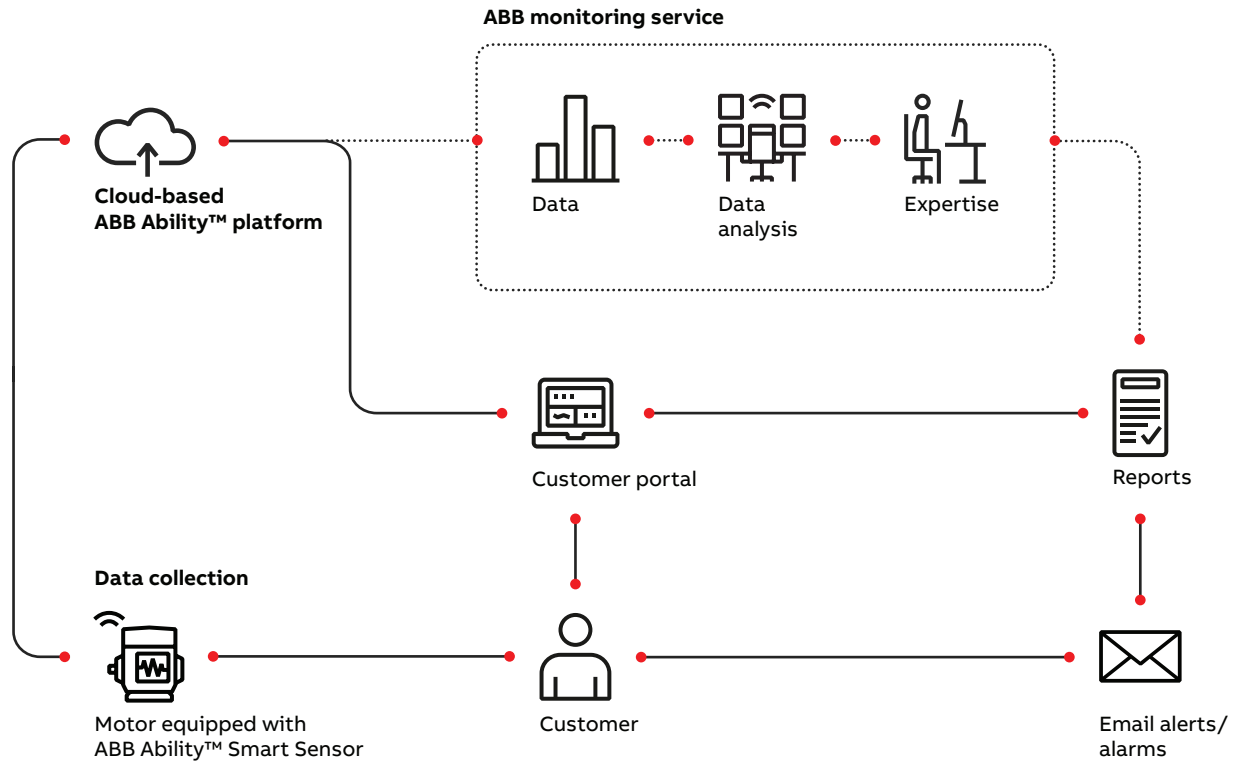 ABB monitoring service
Cloud-based
ABB Ability™ platform
Data
Data
analysis
Expertise
Customer portal
Reports
Data collection
Motor equipped with
ABB Ability™ Smart Sensor
Customer
Email alerts/
alarms